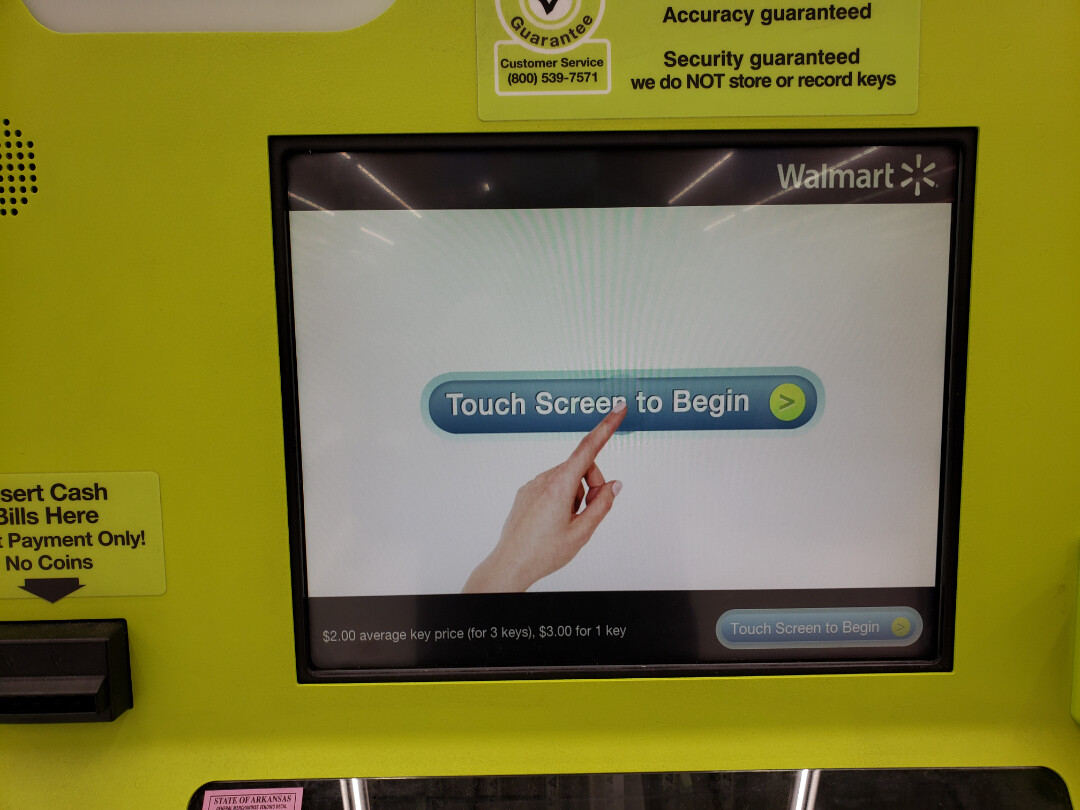 Guarantee
Customer Service
(800) 539-7571
Accuracy guaranteed
Security guaranteed
we do NOT store or record keys
Walmart
Touch Screen to Begin >
sert Cash
Bills Here
t Payment Only!
No Coins
$2.00 average key price (for 3 keys), $3.00 for 1 key
Touch Screen to Begin >
STATE OF ARKANSAS